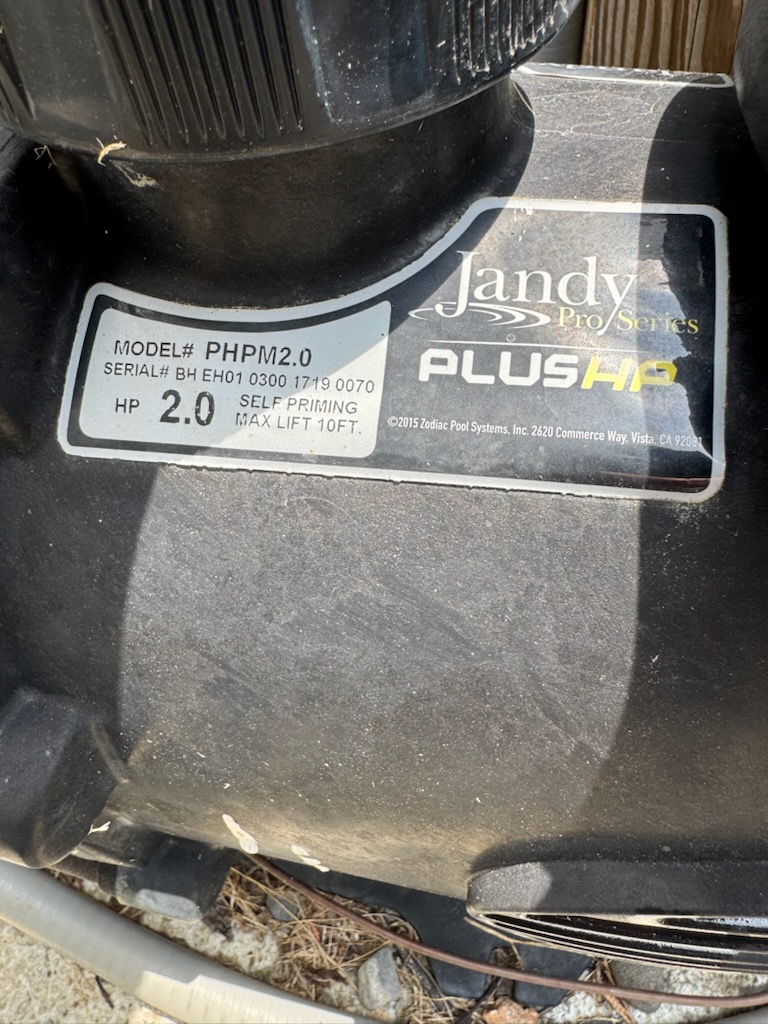 Jandy
Pro Series
PLUSHP
MODEL# PHPM2.0
SERIAL# BH EH01 0300 1719 0070
HP 2.0 SELF PRIMING
MAX LIFT 10FT.
©2015 Zodiac Pool Systems, Inc. 2620 Commerce Way, Vista, CA 92081